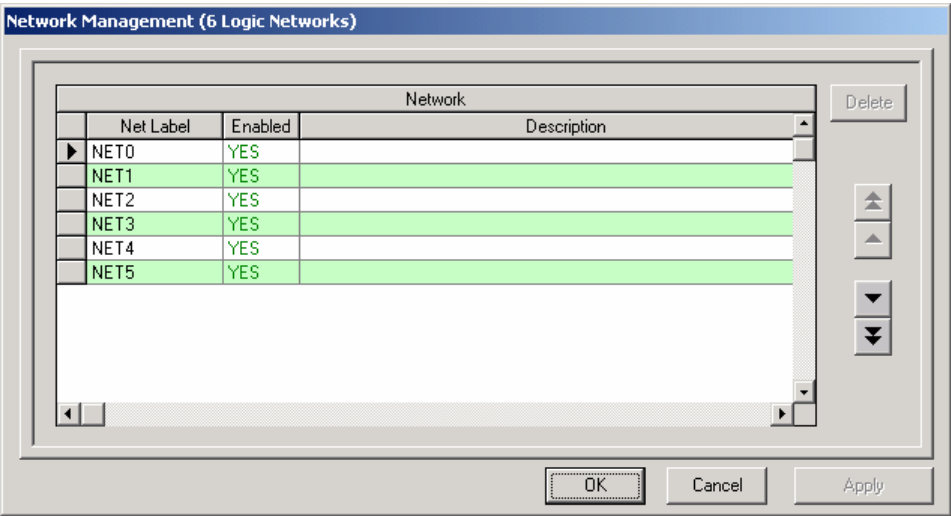 Network Management (6 Logic Networks)
Network
Delete
Net Label Enabled Description
NET0 YES
NET1 YES
NET2 YES
NET3 YES
NET4 YES
NET5 YES
OK Cancel Apply